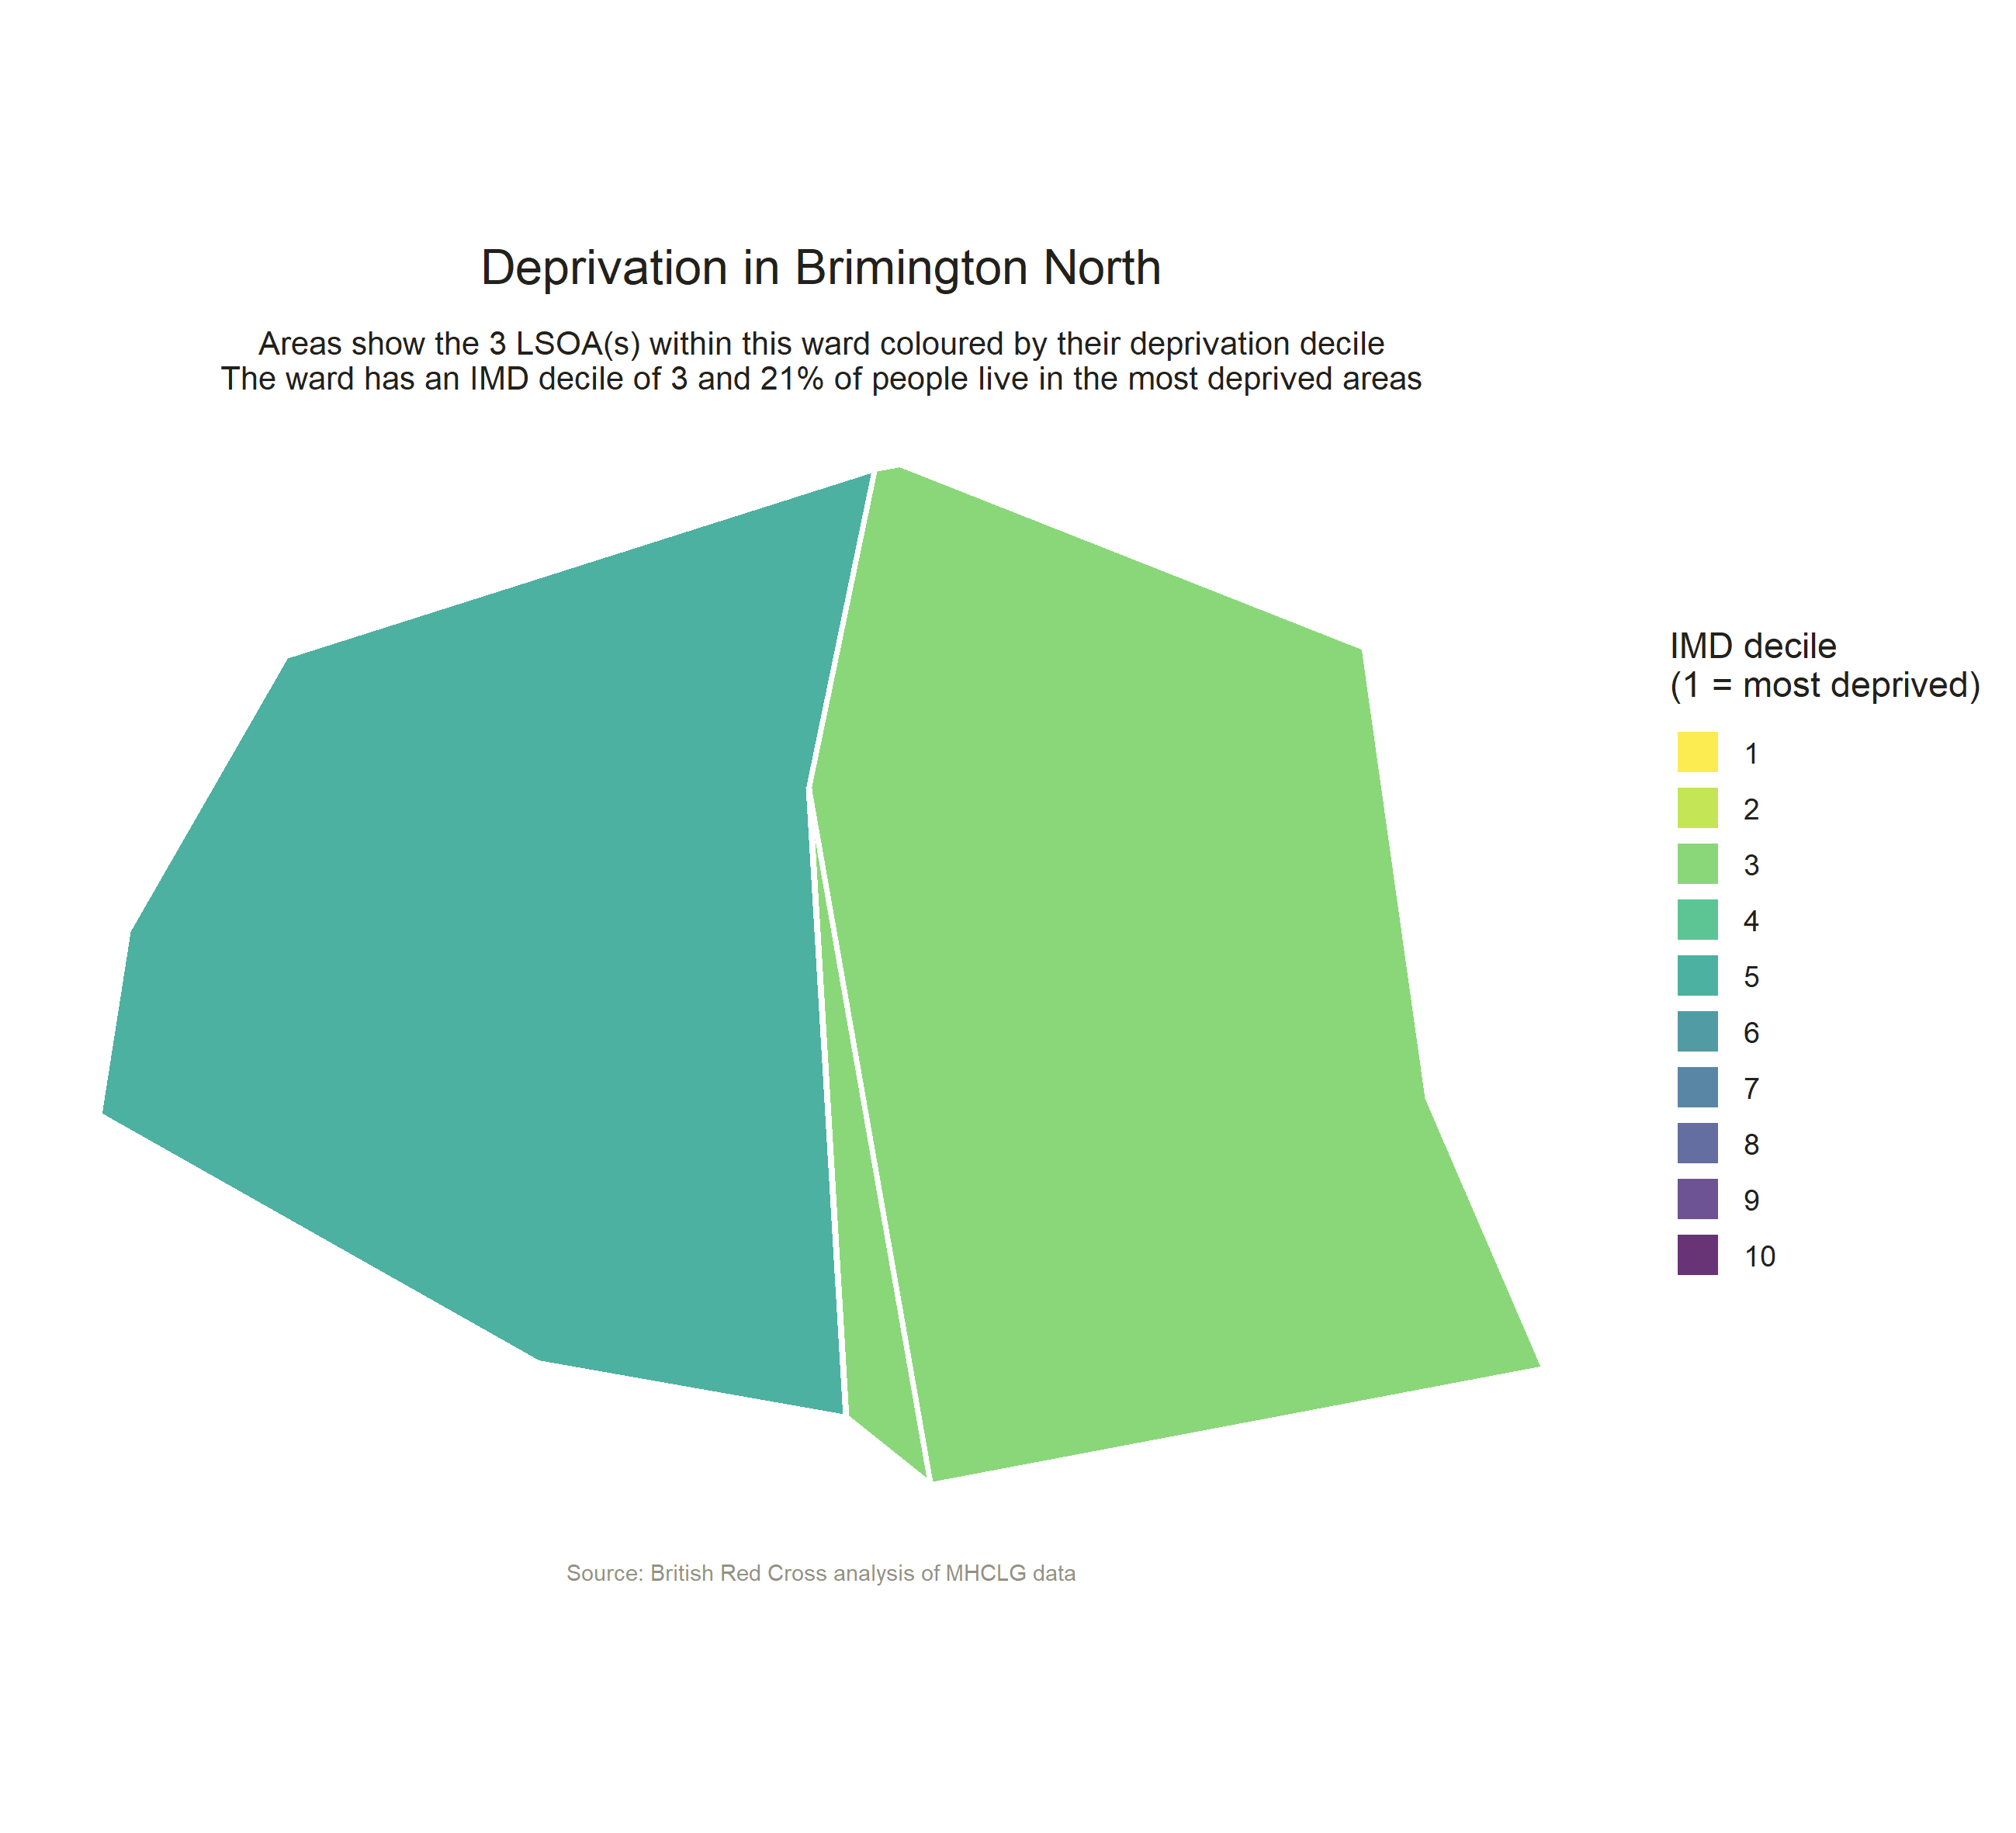 Deprivation in Brimington North
Areas show the 3 LSOA(s) within this ward coloured by their deprivation decile
The ward has an IMD decile of 3 and 21% of people live in the most deprived areas
IMD decile
(1 = most deprived)
1
2
3
4
5
6
7
8
9
10
Source: British Red Cross analysis of MHCLG data